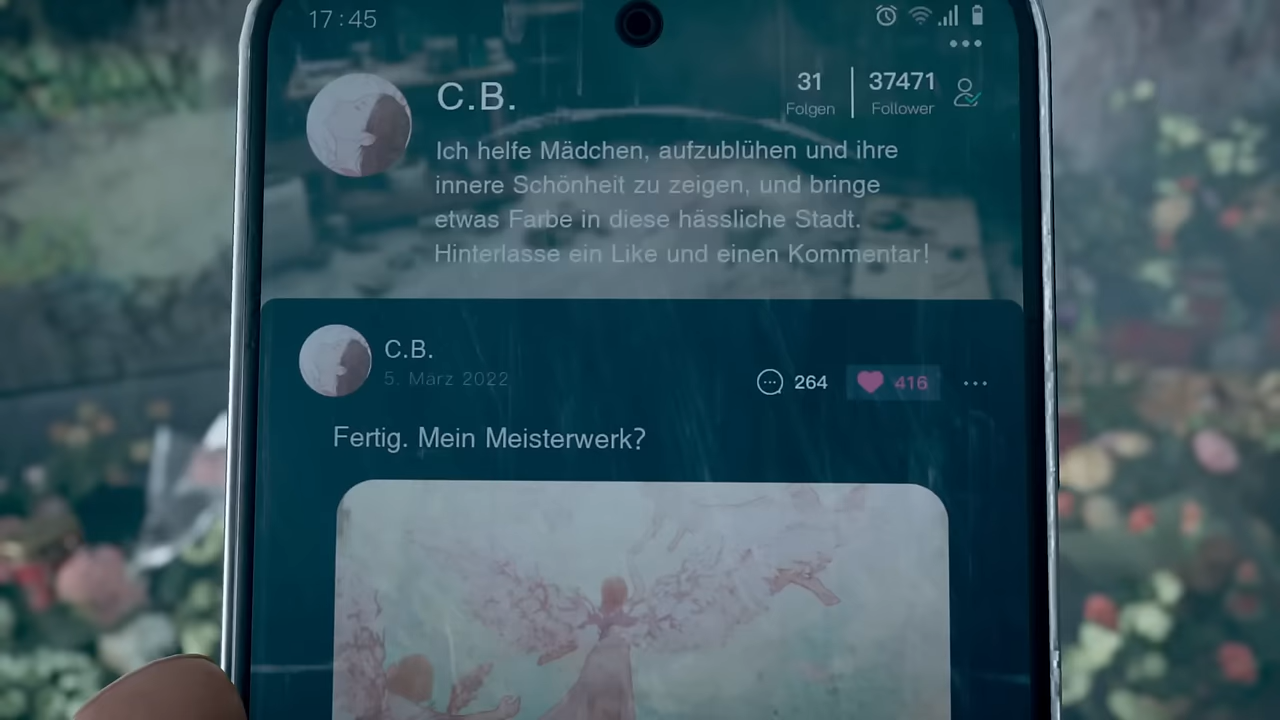 17:45
C.B.
31
Folgen
37471
Follower
Ich helfe Mädchen, aufzublühen und ihre
innere Schönheit zu zeigen, und bringe
etwas Farbe in diese hässliche Stadt.
Hinterlasse ein Like und einen Kommentar!
C.B.
5. März 2022
264
416
Fertig. Mein Meisterwerk?